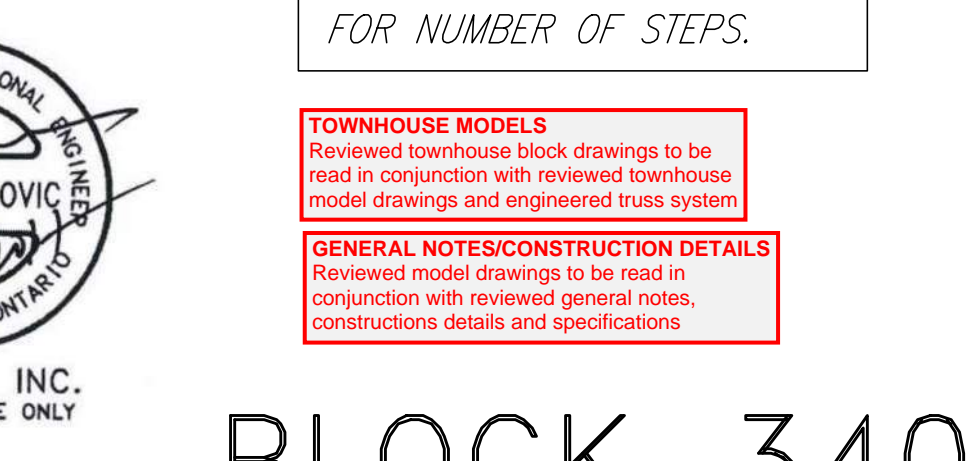 FOR NUMBER OF STEPS.
TOWNHOUSE MODELS
Reviewed townhouse block drawings to be
read in conjunction with reviewed townhouse
model drawings and engineered truss system
GENERAL NOTES/CONSTRUCTION DETAILS
Reviewed model drawings to be read in
conjunction with reviewed general notes,
constructions details and specifications
ENGINEER
INC.
ONLY
BLOCK 340